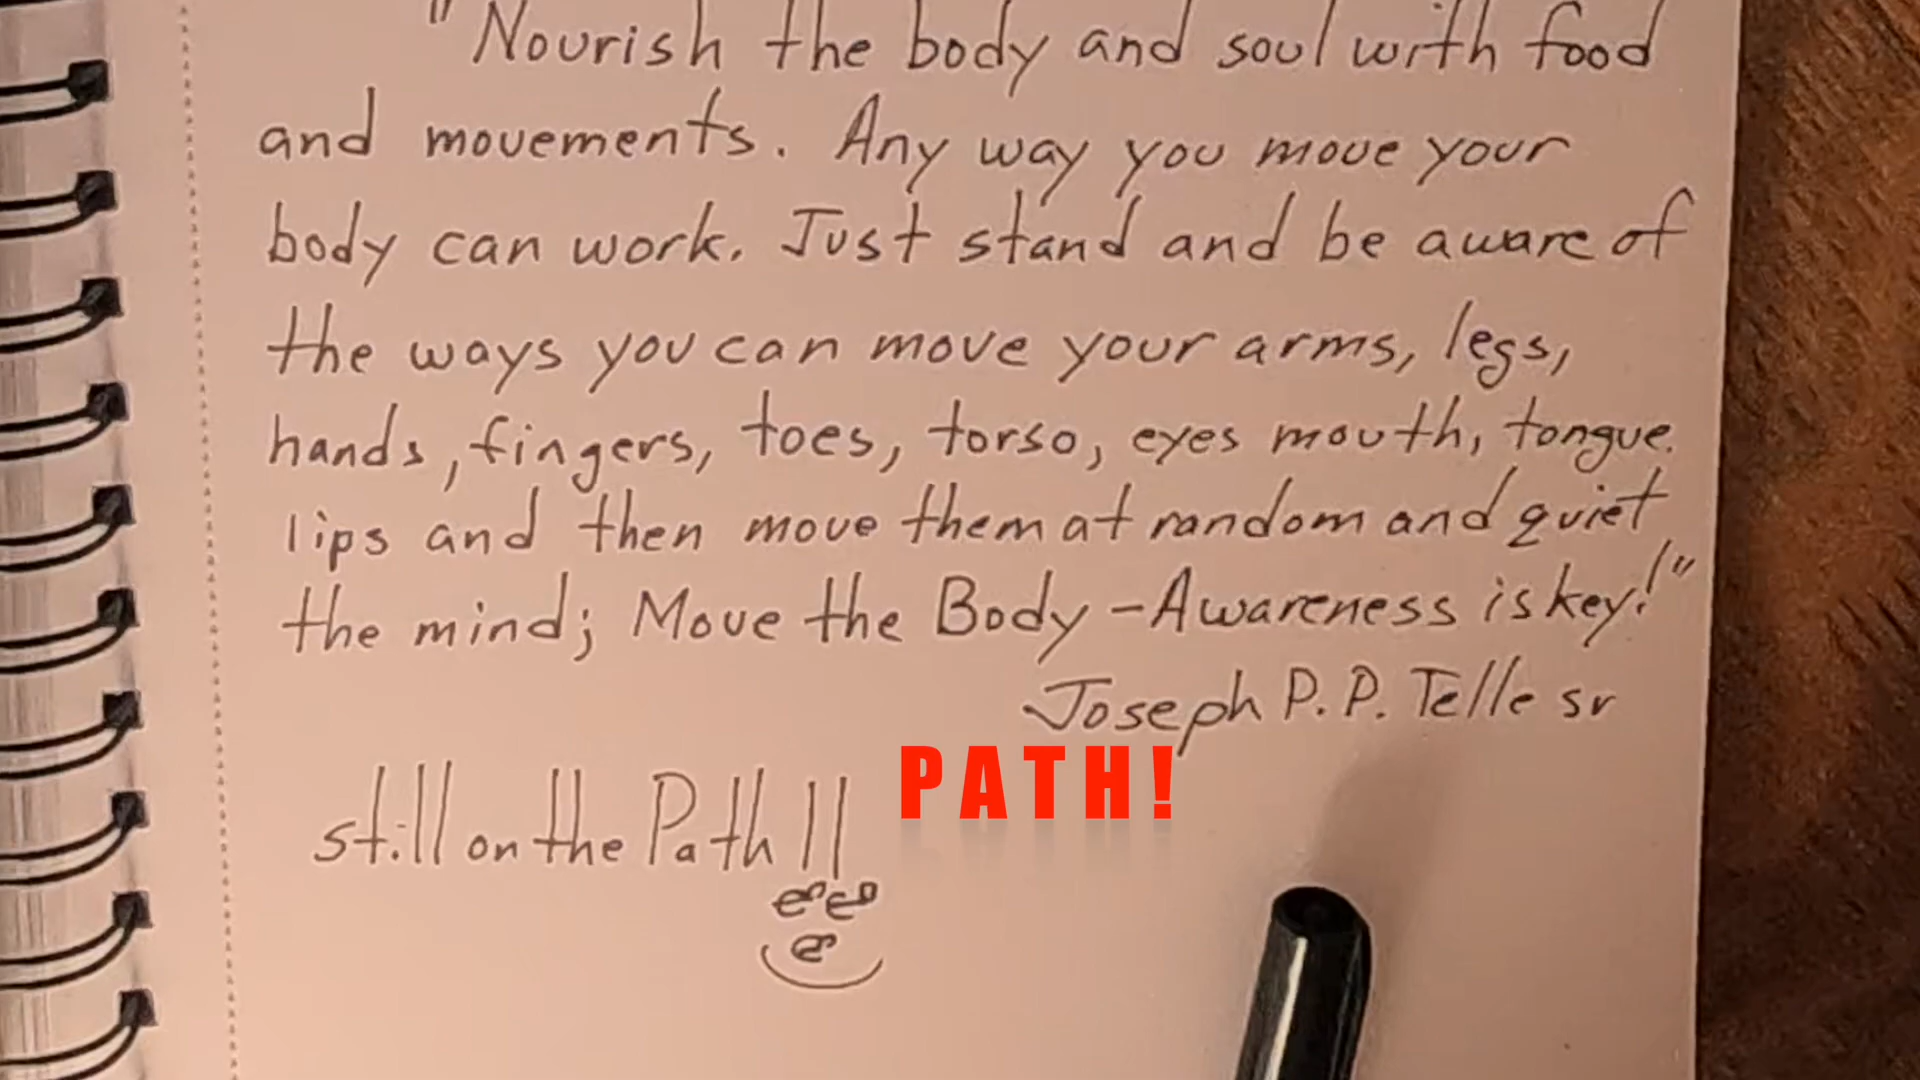 "Nourish the body and soul with food
and movements. Any way you move your
body can work. Just stand and be aware of
the ways you can move your arms, legs,
hands, fingers, toes, torso, eyes mouth, tongue.
lips and then move them at random and quiet
the mind; Move the Body - Awareness is key!"
Joseph P. P. Telle sr
PATH!
still on the Path !!